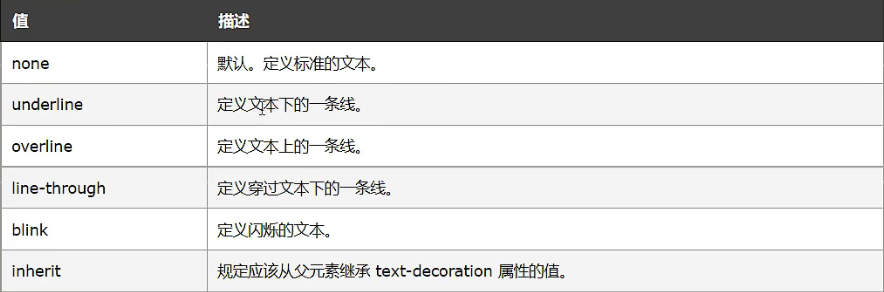 值 描述
none 默认。定义标准的文本。
underline 定义文本下的一条线。
overline 定义文本上的一条线。
line-through 定义穿过文本下的一条线。
blink 定义闪烁的文本。
inherit 规定应该从父元素继承 text-decoration 属性的值。